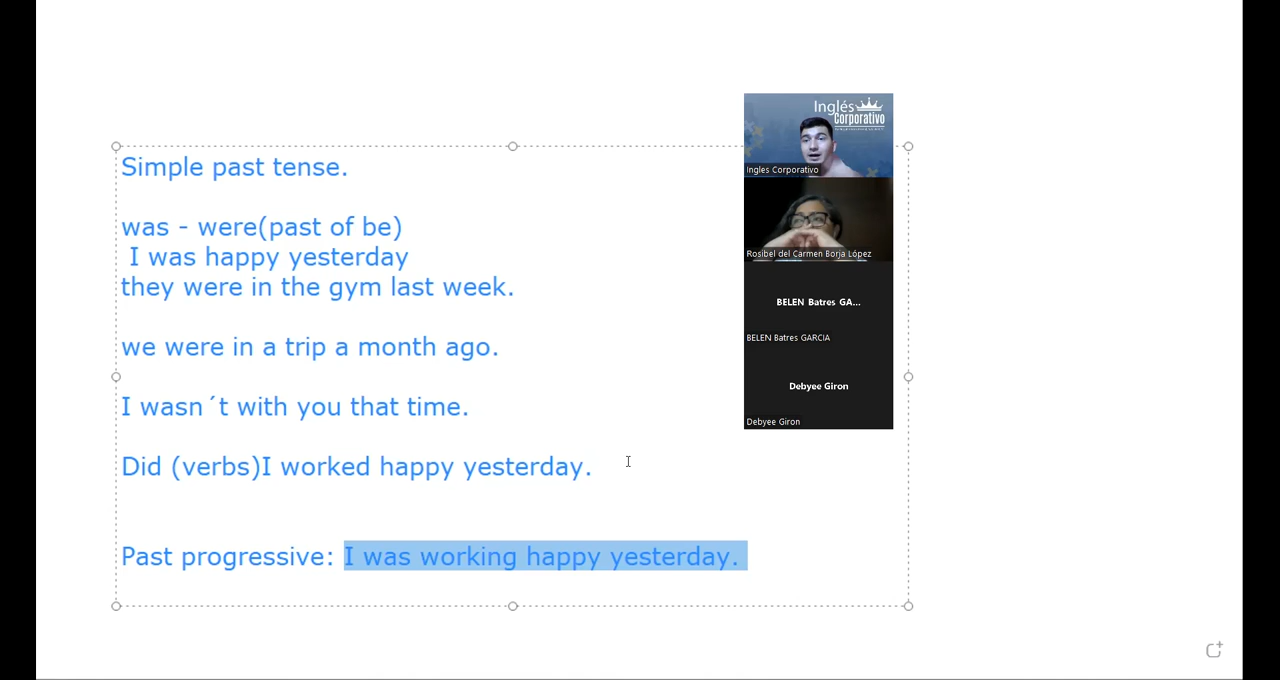 Simple past tense.
was - were(past of be)
I was happy yesterday
they were in the gym last week.
we were in a trip a month ago.
I wasn´t with you that time.
Did (verbs)I worked happy yesterday.
Past progressive: I was working happy yesterday.
Inglés
Corporativo
Ingles Corporativo
Rosibel del Carmen Borja López
BELEN Batres GA...
BELEN Batres GARCIA
Debyee Giron
Debyee Giron